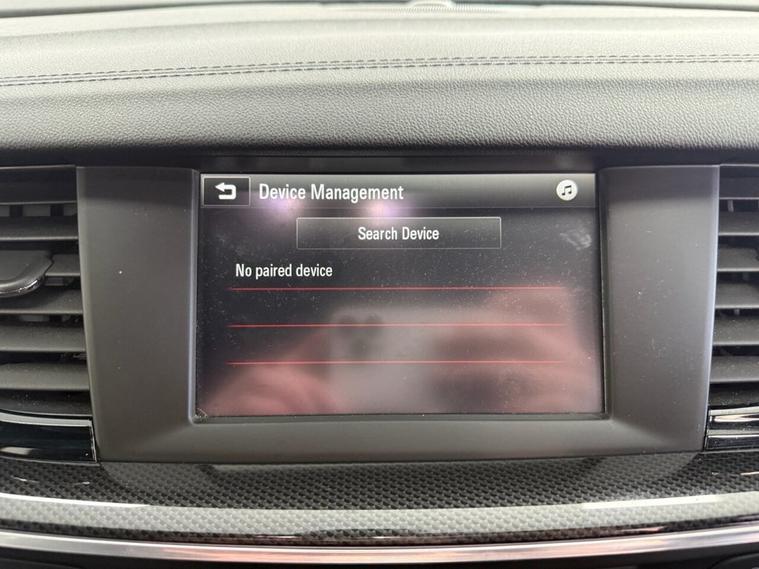 Device Management
Search Device
No paired device